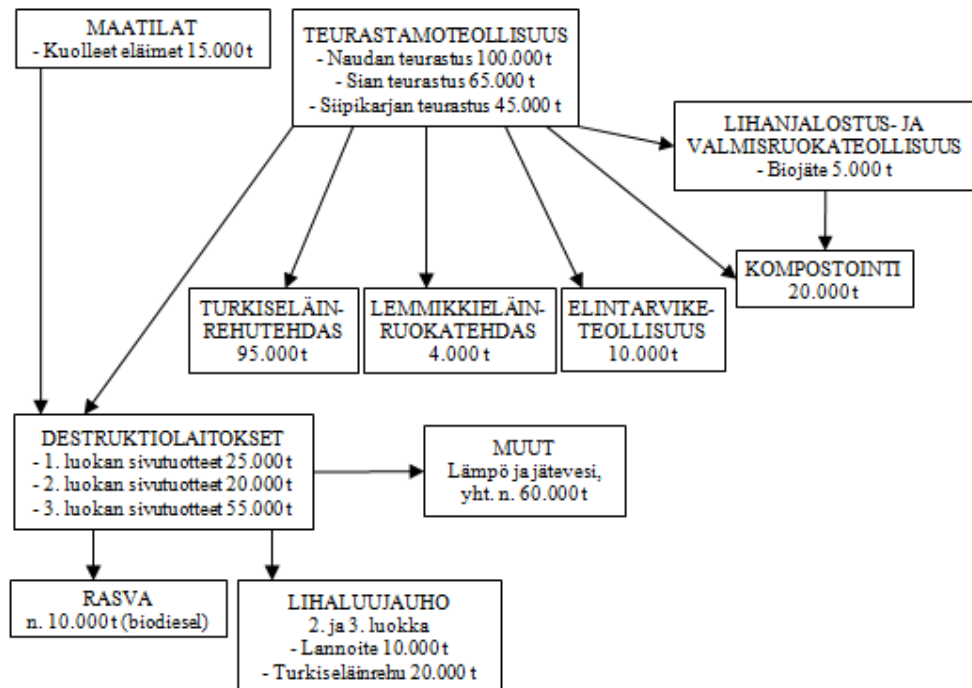 MAATILAT
- Kuolleet eläimet 15.000 t
TEURASTAMOTEOLLISUUS
- Naudan teurastus 100.000 t
- Sian teurastus 65.000 t
- Siipikarjan teurastus 45.000 t
LIHANJALOSTUS- JA
VALMISRUOKATEOLLISUUS
- Biojäte 5.000 t
KOMPOSTOINTI
20.000 t
TURKISELÄIN-
REHUTEHDAS
95.000 t
LEMMIKKIELÄIN-
RUOKATEHDAS
4.000 t
ELINTARVIKE-
TEOLLISUUS
10.000 t
DESTRUKTIOLAITOKSET
- 1. luokan sivutuotteet 25.000 t
- 2. luokan sivutuotteet 20.000 t
- 3. luokan sivutuotteet 55.000 t
MUUT
Lämpö ja jätevesi,
yht. n. 60.000 t
RASVA
n. 10.000 t (biodiesel)
LIHALUUJAUHO
2. ja 3. luokka
- Lannoite 10.000 t
- Turkiseläinrehu 20.000 t